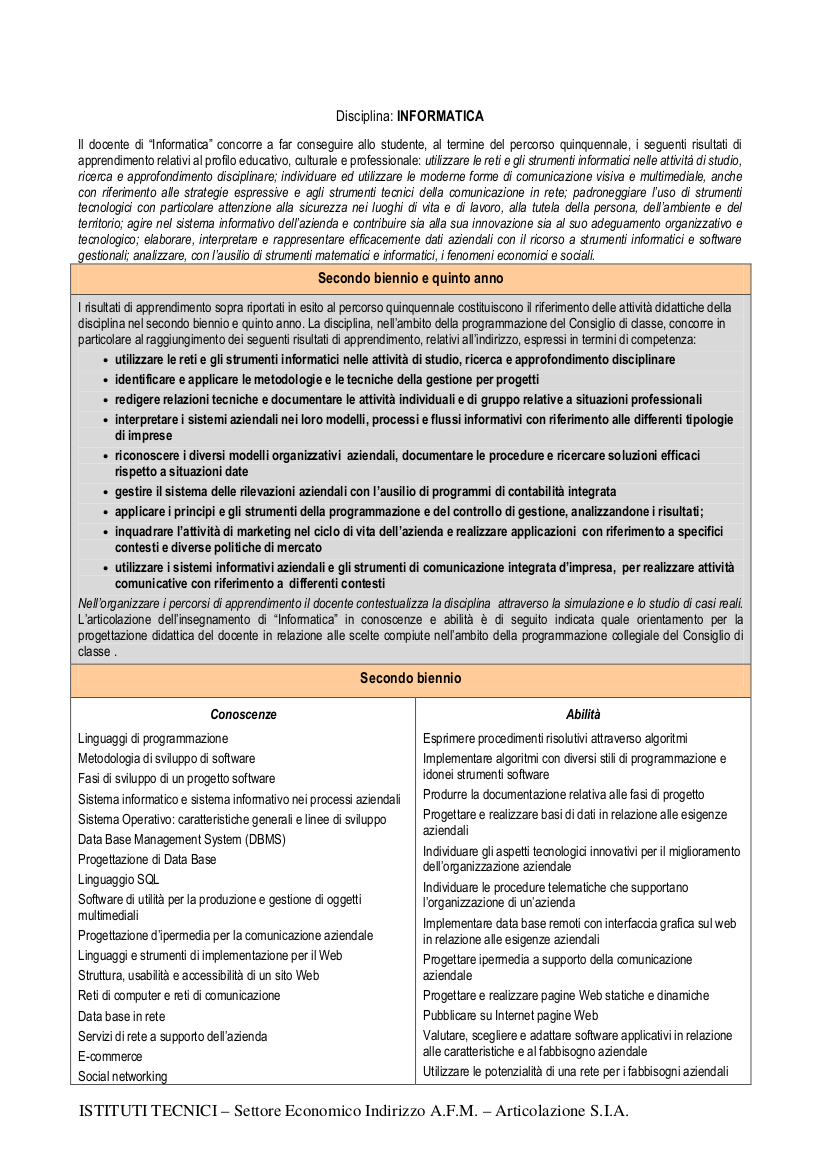 Disciplina: INFORMATICA
Il docente di “Informatica” concorre a far conseguire allo studente, al termine del percorso quinquennale, i seguenti risultati di
apprendimento relativi al profilo educativo, culturale e professionale: utilizzare le reti e gli strumenti informatici nelle attività di studio,
ricerca e approfondimento disciplinare; individuare ed utilizzare le moderne forme di comunicazione visiva e multimediale, anche
con riferimento alle strategie espressive e agli strumenti tecnici della comunicazione in rete; padroneggiare l’uso di strumenti
tecnologici con particolare attenzione alla sicurezza nei luoghi di vita e di lavoro, alla tutela della persona, dell’ambiente e del
territorio; agire nel sistema informativo dell’azienda e contribuire sia alla sua innovazione sia al suo adeguamento organizzativo e
tecnologico; elaborare, interpretare e rappresentare efficacemente dati aziendali con il ricorso a strumenti informatici e software
gestionali; analizzare, con l’ausilio di strumenti matematici e informatici, i fenomeni economici e sociali.
Secondo biennio e quinto anno
I risultati di apprendimento sopra riportati in esito al percorso quinquennale costituiscono il riferimento delle attività didattiche della
disciplina nel secondo biennio e quinto anno. La disciplina, nell’ambito della programmazione del Consiglio di classe, concorre in
particolare al raggiungimento dei seguenti risultati di apprendimento, relativi all’indirizzo, espressi in termini di competenza:
• utilizzare le reti e gli strumenti informatici nelle attività di studio, ricerca e approfondimento disciplinare
• identificare e applicare le metodologie e le tecniche della gestione per progetti
• redigere relazioni tecniche e documentare le attività individuali e di gruppo relative a situazioni professionali
• interpretare i sistemi aziendali nei loro modelli, processi e flussi informativi con riferimento alle differenti tipologie
di imprese
• riconoscere i diversi modelli organizzativi aziendali, documentare le procedure e ricercare soluzioni efficaci
rispetto a situazioni date
• gestire il sistema delle rilevazioni aziendali con l’ausilio di programmi di contabilità integrata
• applicare i principi e gli strumenti della programmazione e del controllo di gestione, analizzandone i risultati;
• inquadrare l’attività di marketing nel ciclo di vita dell’azienda e realizzare applicazioni con riferimento a specifici
contesti e diverse politiche di mercato
• utilizzare i sistemi informativi aziendali e gli strumenti di comunicazione integrata d’impresa, per realizzare attività
comunicative con riferimento a differenti contesti
Nell’organizzare i percorsi di apprendimento il docente contestualizza la disciplina attraverso la simulazione e lo studio di casi reali.
L’articolazione dell’insegnamento di “Informatica” in conoscenze e abilità è di seguito indicata quale orientamento per la
progettazione didattica del docente in relazione alle scelte compiute nell’ambito della programmazione collegiale del Consiglio di
classe .
Secondo biennio
Conoscenze
Linguaggi di programmazione
Metodologia di sviluppo di software
Fasi di sviluppo di un progetto software
Sistema informatico e sistema informativo nei processi aziendali
Sistema Operativo: caratteristiche generali e linee di sviluppo
Data Base Management System (DBMS)
Progettazione di Data Base
Linguaggio SQL
Software di utilità per la produzione e gestione di oggetti
multimediali
Progettazione d’ipermedia per la comunicazione aziendale
Linguaggi e strumenti di implementazione per il Web
Struttura, usabilità e accessibilità di un sito Web
Reti di computer e reti di comunicazione
Data base in rete
Servizi di rete a supporto dell’azienda
E-commerce
Social networking
Abilità
Esprimere procedimenti risolutivi attraverso algoritmi
Implementare algoritmi con diversi stili di programmazione e
idonei strumenti software
Produrre la documentazione relativa alle fasi di progetto
Progettare e realizzare basi di dati in relazione alle esigenze
aziendali
Individuare gli aspetti tecnologici innovativi per il miglioramento
dell’organizzazione aziendale
Individuare le procedure telematiche che supportano
l’organizzazione di un’azienda
Implementare data base remoti con interfaccia grafica sul web
in relazione alle esigenze aziendali
Progettare ipermedia a supporto della comunicazione
aziendale
Progettare e realizzare pagine Web statiche e dinamiche
Pubblicare su Internet pagine Web
Valutare, scegliere e adattare software applicativi in relazione
alle caratteristiche e al fabbisogno aziendale
Utilizzare le potenzialità di una rete per i fabbisogni aziendali
ISTITUTI TECNICI – Settore Economico Indirizzo A.F.M. – Articolazione S.I.A.